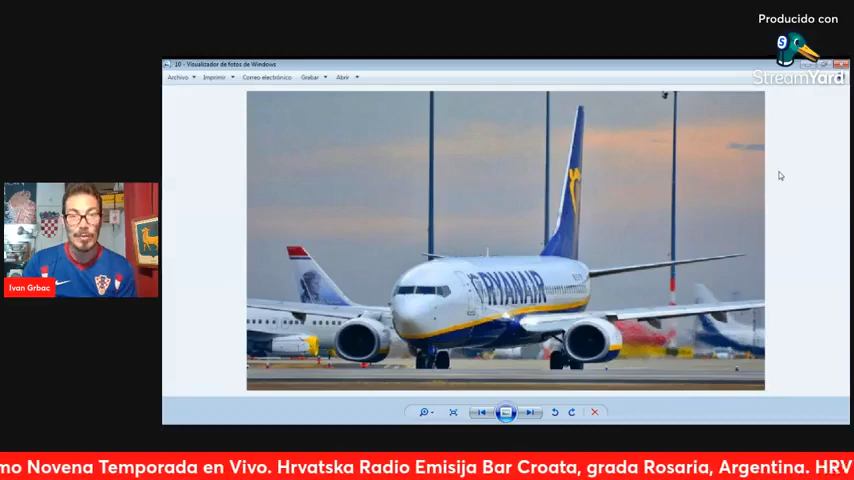 Producido con
StreamYard
10 - Visualizador de fotos de Windows
Archivo Imprimir Correo electrónico Grabar Abrir
RYANAIR
Ivan Grbac
mo Novena Temporada en Vivo. Hrvatska Radio Emisija Bar Croata, grada Rosaria, Argentina. HRV